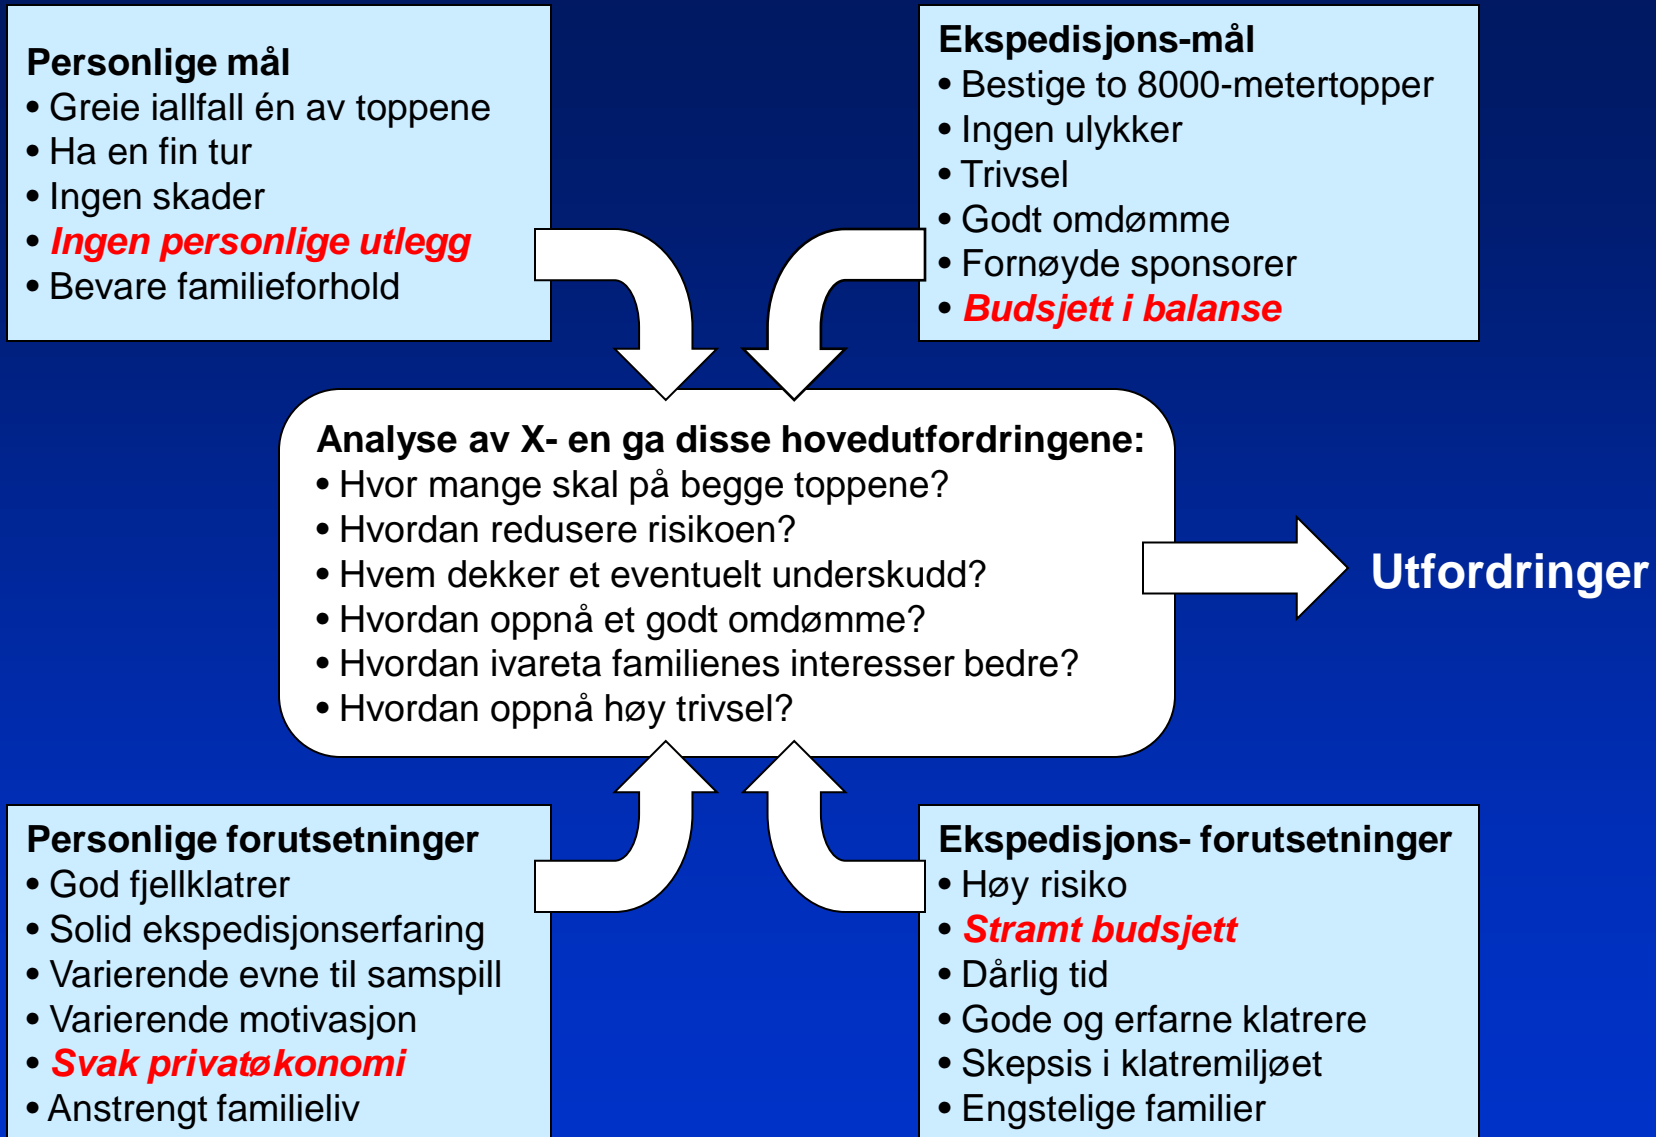 Personlige mål
• Greie iallfall én av toppene
• Ha en fin tur
• Ingen skader
• Ingen personlige utlegg
• Bevare familieforhold
Ekspedisjons-mål
• Bestige to 8000-metertopper
• Ingen ulykker
• Trivsel
• Godt omdømme
• Fornøyde sponsorer
• Budsjett i balanse
Analyse av X- en ga disse hovedutfordringene:
• Hvor mange skal på begge toppene?
• Hvordan redusere risikoen?
• Hvem dekker et eventuelt underskudd?
• Hvordan oppnå et godt omdømme?
• Hvordan ivareta familienes interesser bedre?
• Hvordan oppnå høy trivsel?
Utfordringer
Personlige forutsetninger
• God fjellklatrer
• Solid ekspedisjonserfaring
• Varierende evne til samspill
• Varierende motivasjon
• Svak privatøkonomi
• Anstrengt familieliv
Ekspedisjons- forutsetninger
• Høy risiko
• Stramt budsjett
• Dårlig tid
• Gode og erfarne klatrere
• Skepsis i klatremiljøet
• Engstelige familier